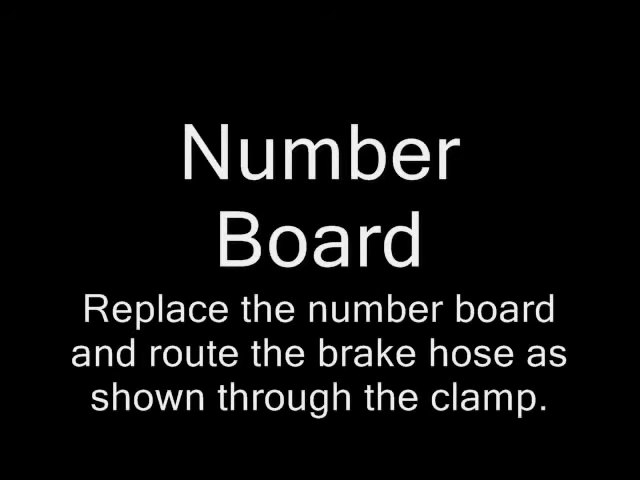 Number
Board
Replace the number board
and route the brake hose as
shown through the clamp.